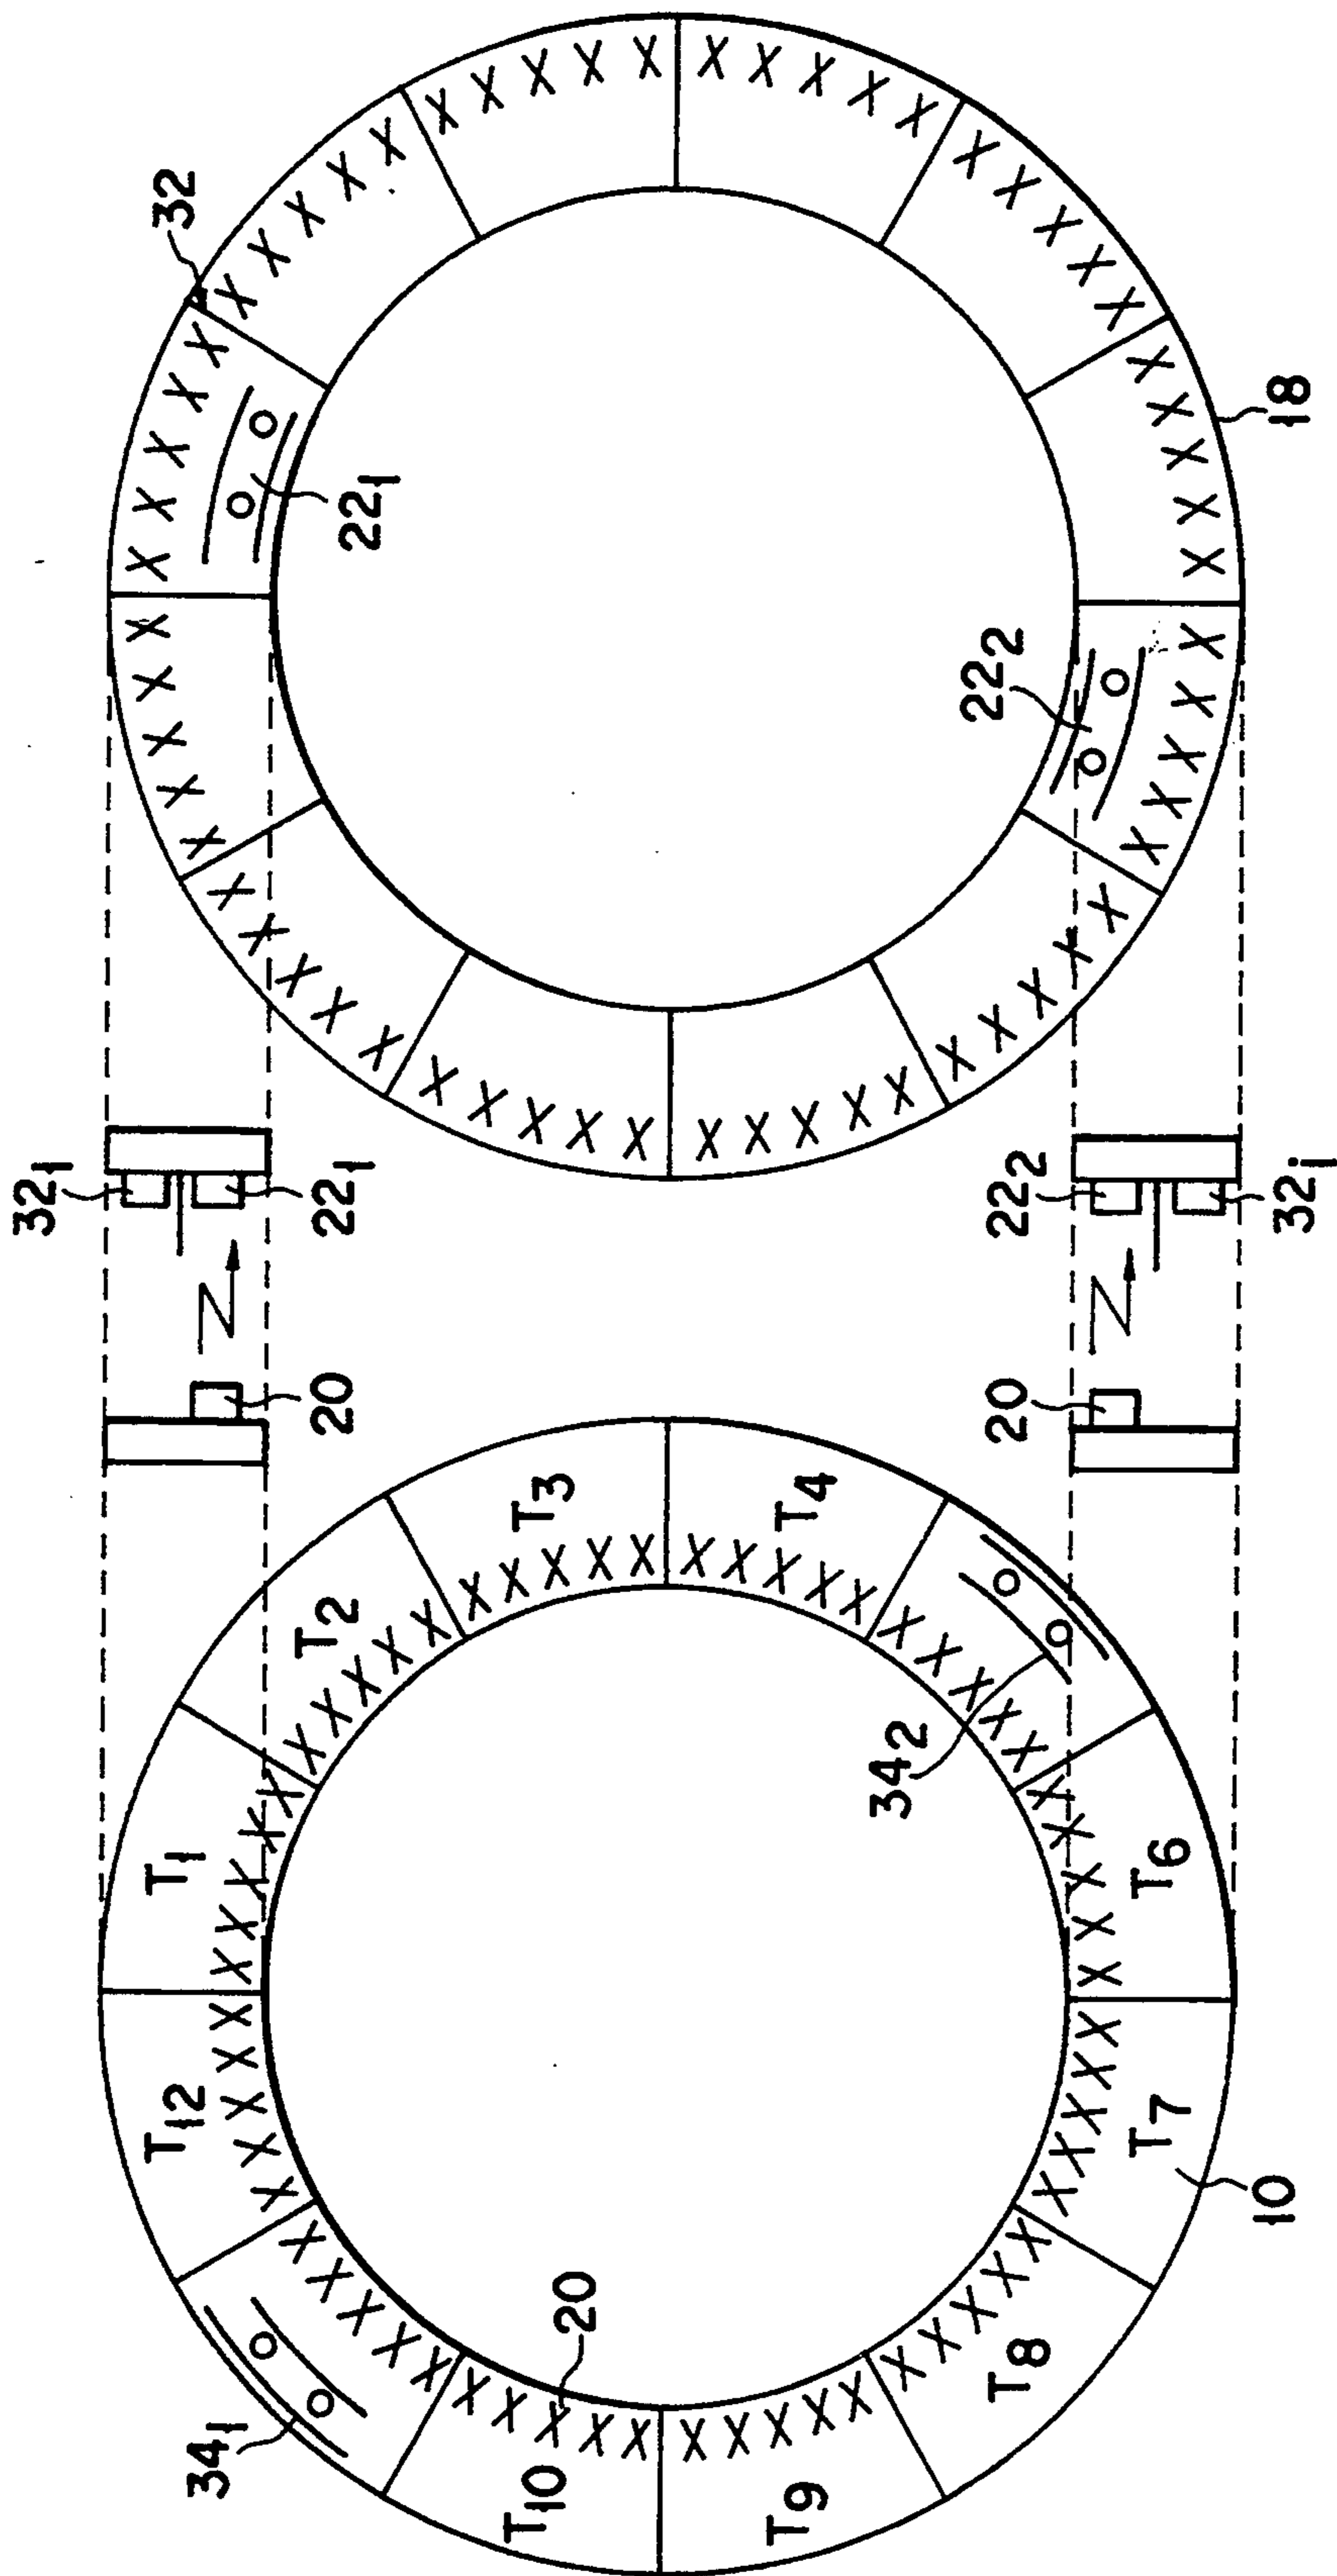 32₁
34₁ T₁₂ T₁ 32
T₂ 20 22₁ 22₁
T₁₀ 20 T₃
T₉ T₄
34₂
T₈ 20 22₂ 22₂
T₇ T₆
10 32ᵢ 18